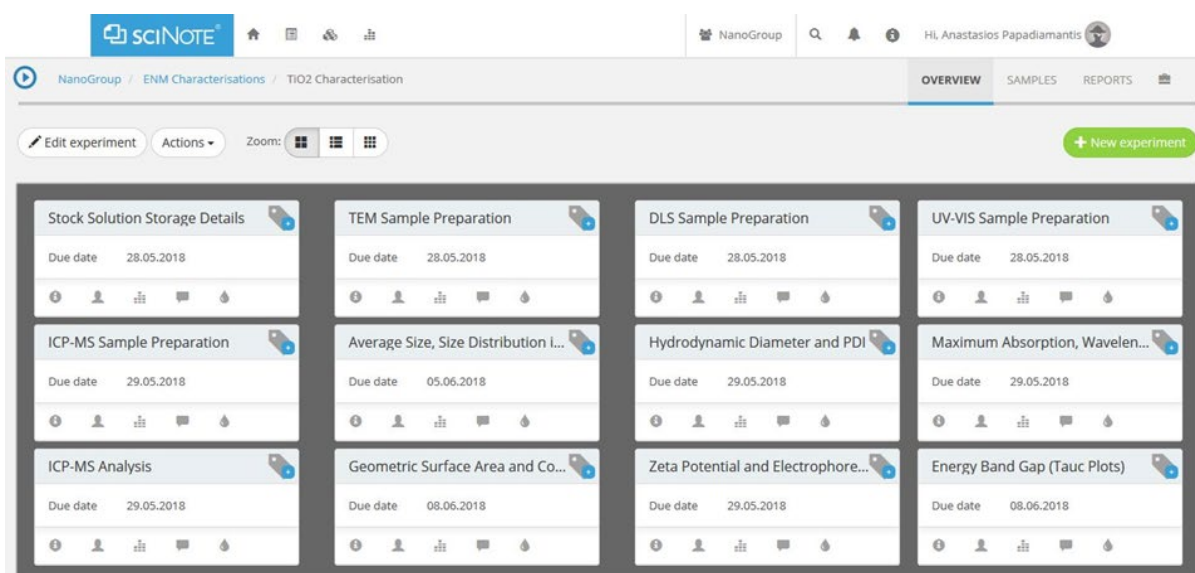 SCINOTE®
NanoGroup
Hi, Anastasios Papadiamantis
NanoGroup / ENM Characterisations / TiO2 Characterisation
OVERVIEW SAMPLES REPORTS
Edit experiment Actions Zoom:
+ New experiment
Stock Solution Storage Details
TEM Sample Preparation
DLS Sample Preparation
UV-VIS Sample Preparation
Due date 28.05.2018
Due date 28.05.2018
Due date 28.05.2018
Due date 28.05.2018
ICP-MS Sample Preparation
Average Size, Size Distribution i...
Hydrodynamic Diameter and PDI
Maximum Absorption, Wavelen...
Due date 29.05.2018
Due date 05.06.2018
Due date 29.05.2018
Due date 29.05.2018
ICP-MS Analysis
Geometric Surface Area and Co...
Zeta Potential and Electrophore...
Energy Band Gap (Tauc Plots)
Due date 29.05.2018
Due date 08.06.2018
Due date 29.05.2018
Due date 08.06.2018